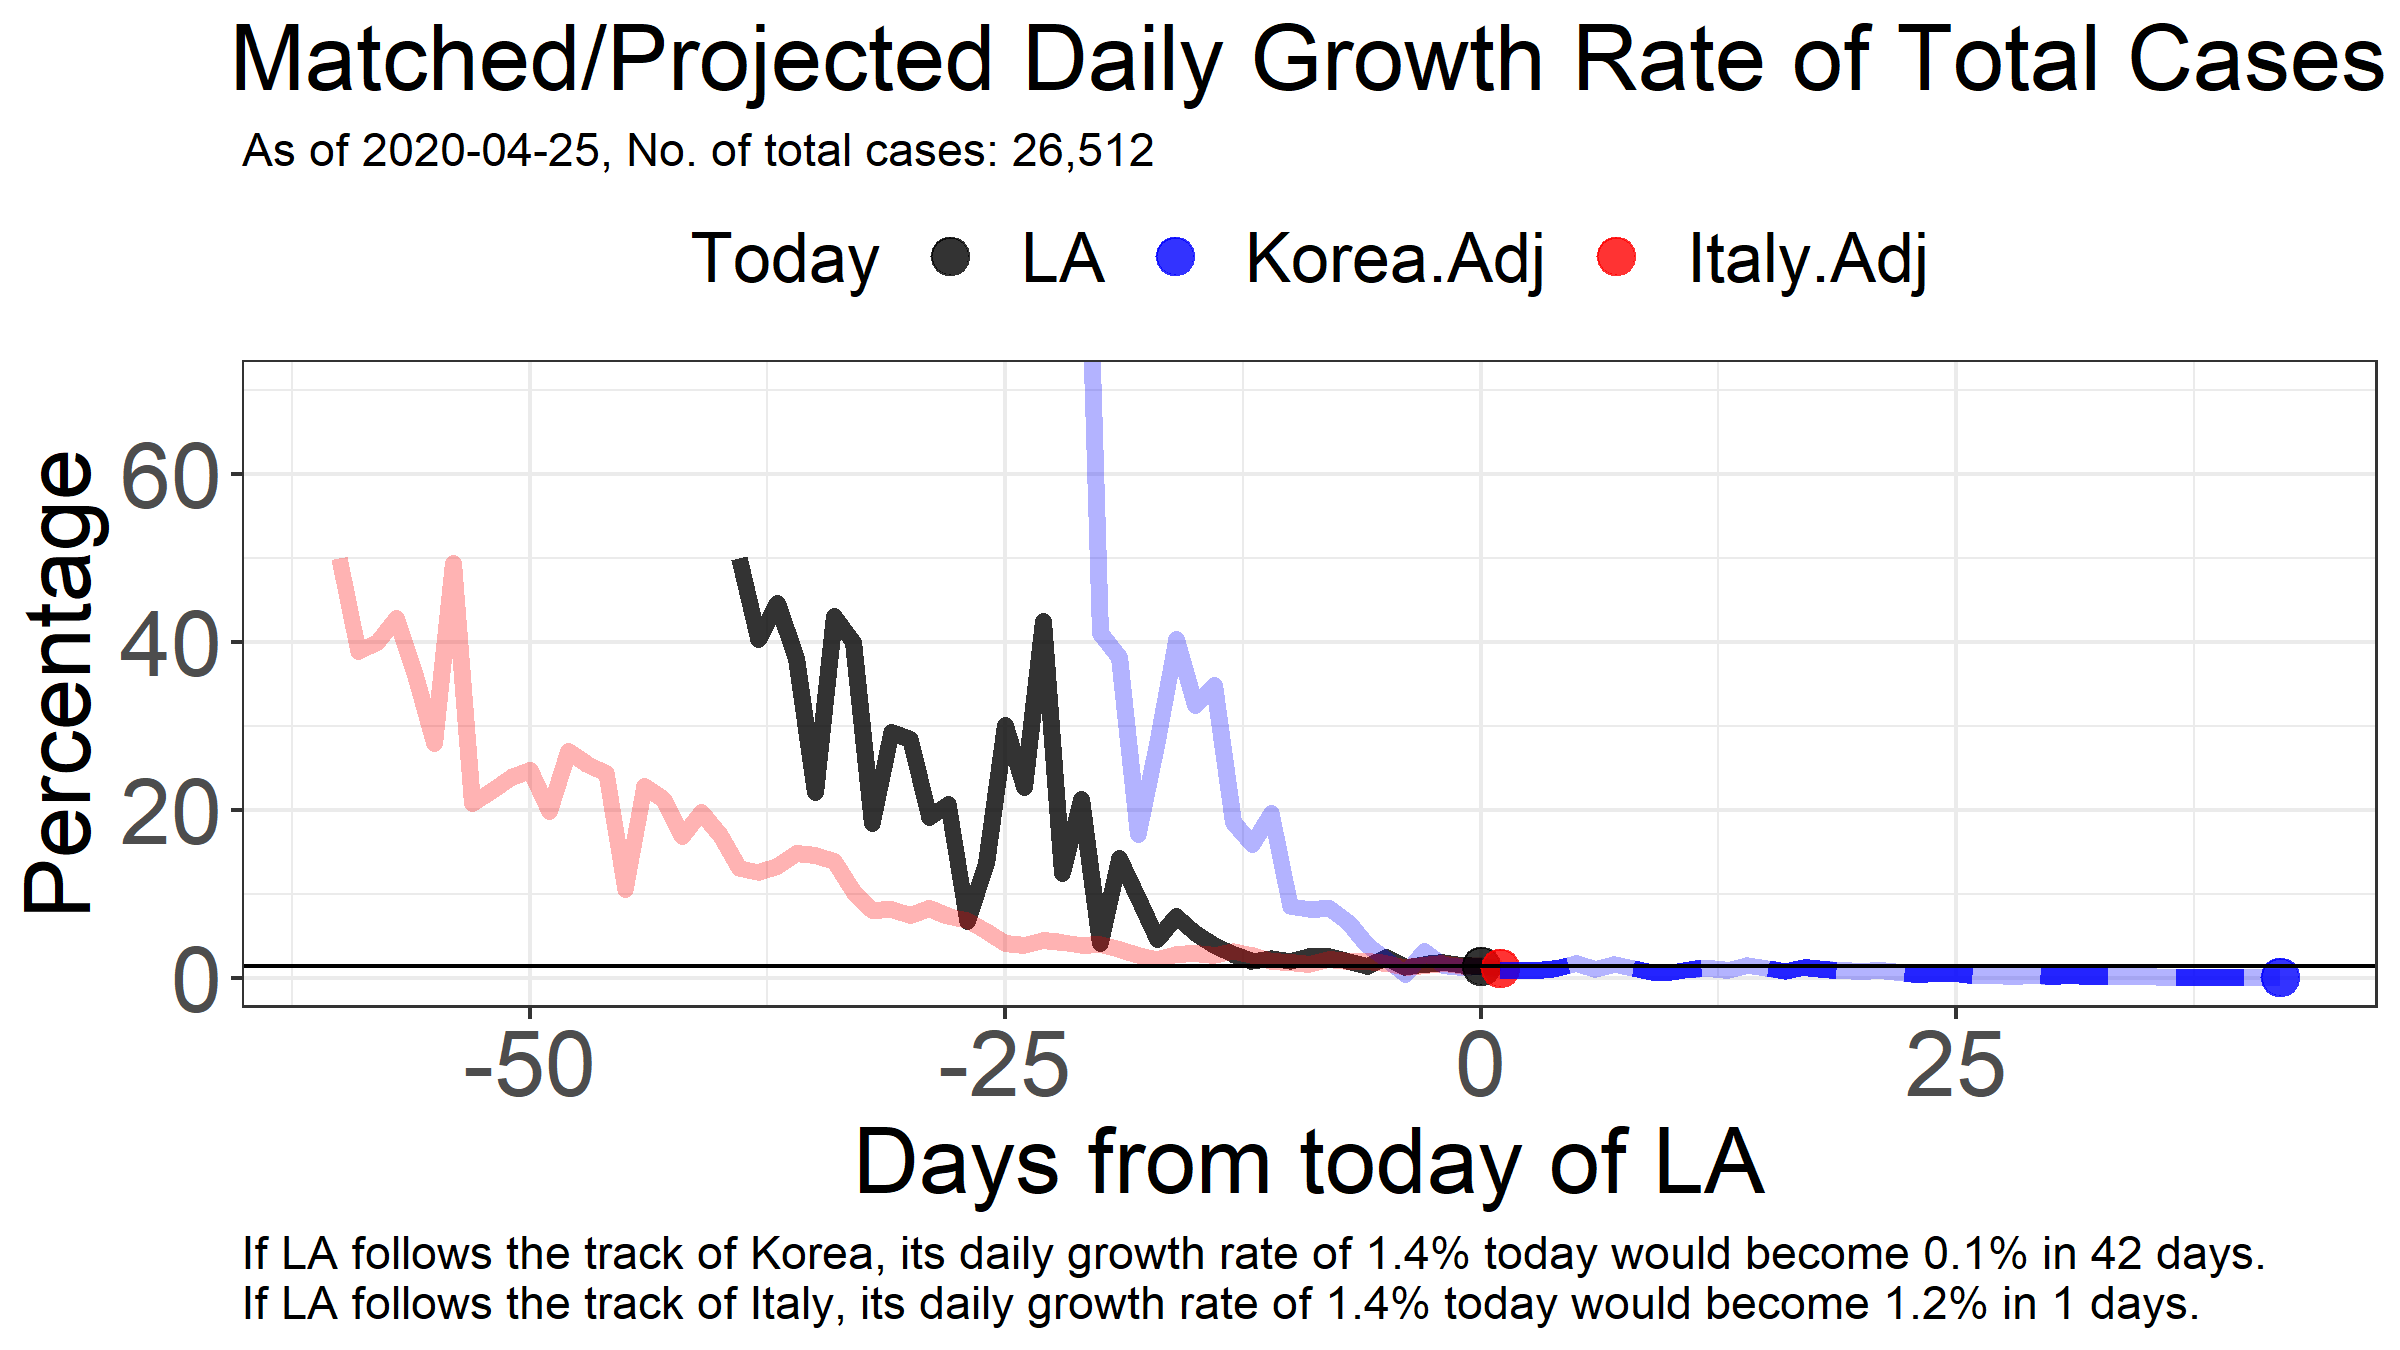 Matched/Projected Daily Growth Rate of Total Cases
As of 2020-04-25, No. of total cases: 26,512
Today LA Korea.Adj Italy.Adj
Percentage
60
40
20
0
-50 -25 0 25
Days from today of LA
If LA follows the track of Korea, its daily growth rate of 1.4% today would become 0.1% in 42 days.
If LA follows the track of Italy, its daily growth rate of 1.4% today would become 1.2% in 1 days.